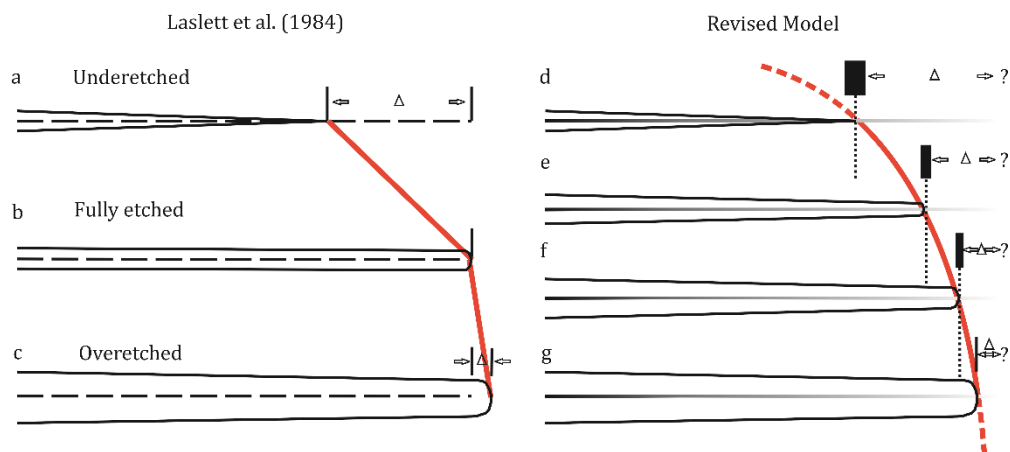 Laslett et al. (1984)
a Underetched
Δ
b Fully etched
c Overetched
Δ
Revised Model
d Δ ?
e Δ ?
f Δ ?
g Δ ?